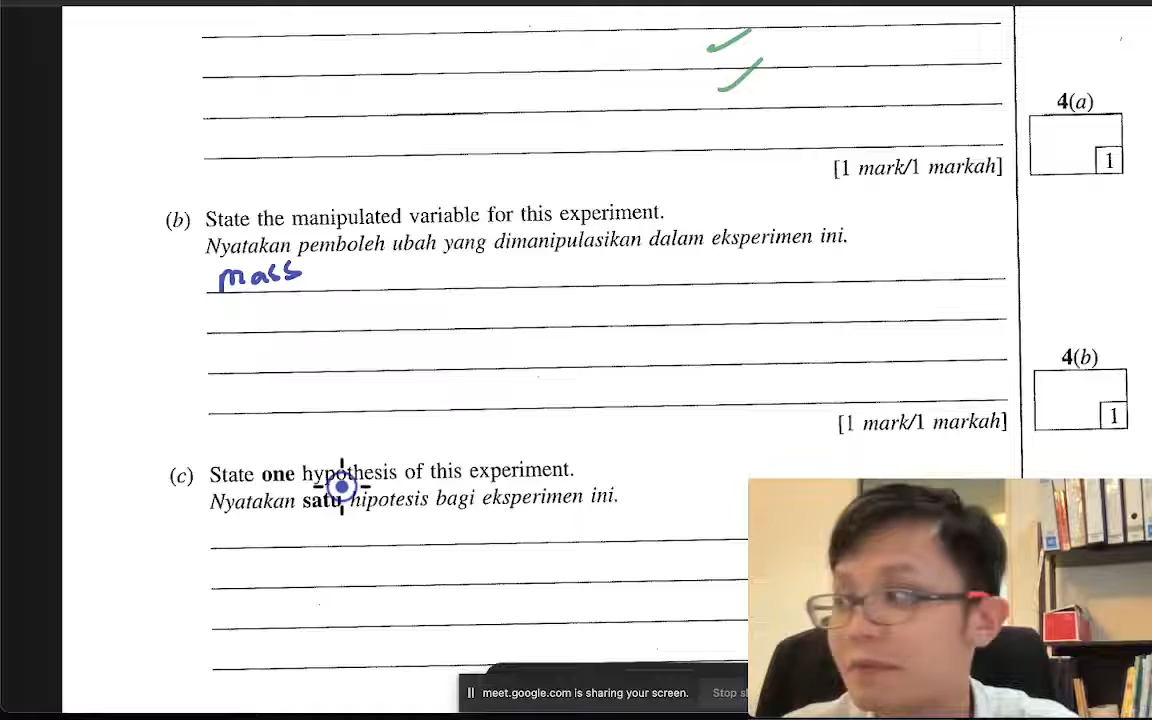 4(a)
1
[1 mark/1 markah]
(b) State the manipulated variable for this experiment.
Nyatakan pemboleh ubah yang dimanipulasikan dalam eksperimen ini.
mass
4(b)
1
[1 mark/1 markah]
(c) State one hypothesis of this experiment.
Nyatakan satu hipotesis bagi eksperimen ini.
meet.google.com is sharing your screen.
Stop